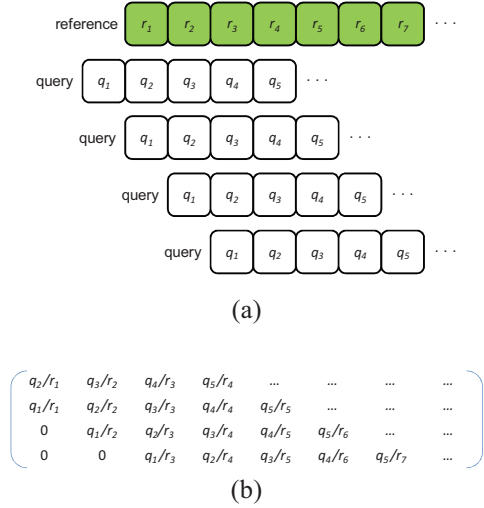 reference r1 r2 r3 r4 r5 r6 r7 . . .
query q1 q2 q3 q4 q5 . . .
query q1 q2 q3 q4 q5 . . .
query q1 q2 q3 q4 q5 . . .
query q1 q2 q3 q4 q5 . . .
(a)
q2/r1 q3/r2 q4/r3 q5/r4 ... ... ... ...
q1/r1 q2/r2 q3/r3 q4/r4 q5/r5 ... ... ...
0 q1/r2 q2/r3 q3/r4 q4/r5 q5/r6 ... ...
0 0 q1/r3 q2/r4 q3/r5 q4/r6 q5/r7 ...
(b)